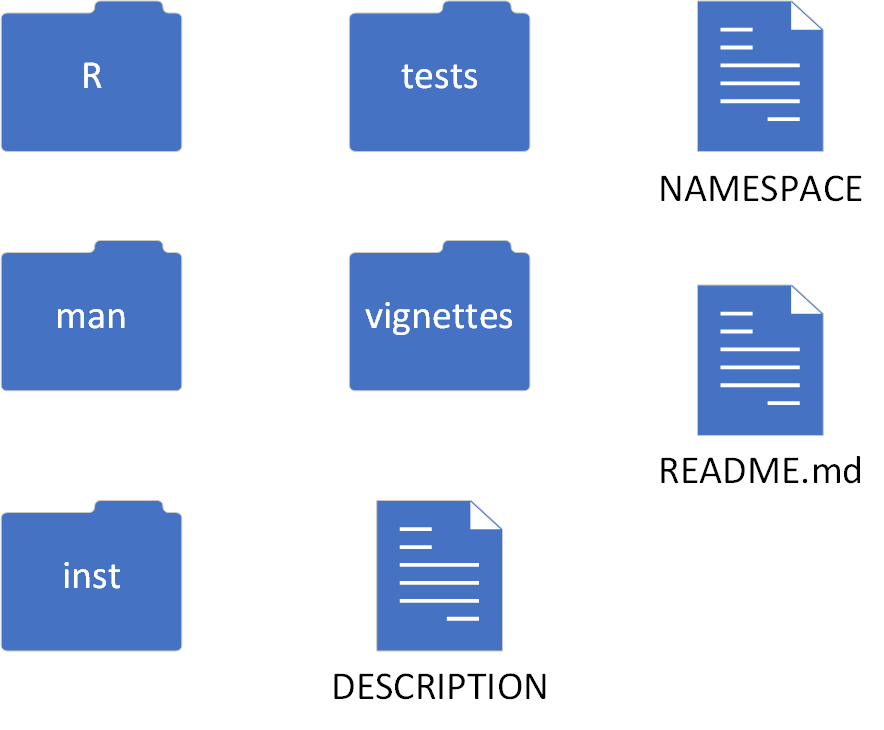 R
tests
NAMESPACE
man
vignettes
README.md
inst
DESCRIPTION